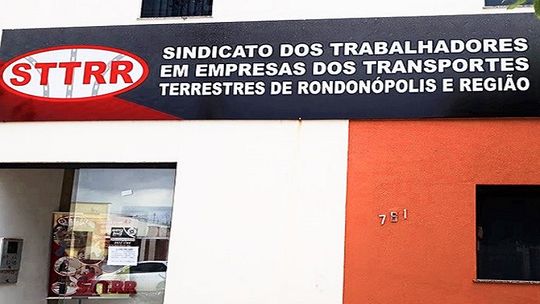 STTRR
SINDICATO DOS TRABALHADORES
EM EMPRESAS DOS TRANSPORTES
TERRESTRES DE RONDONÓPOLIS E REGIÃO
781
STTRR